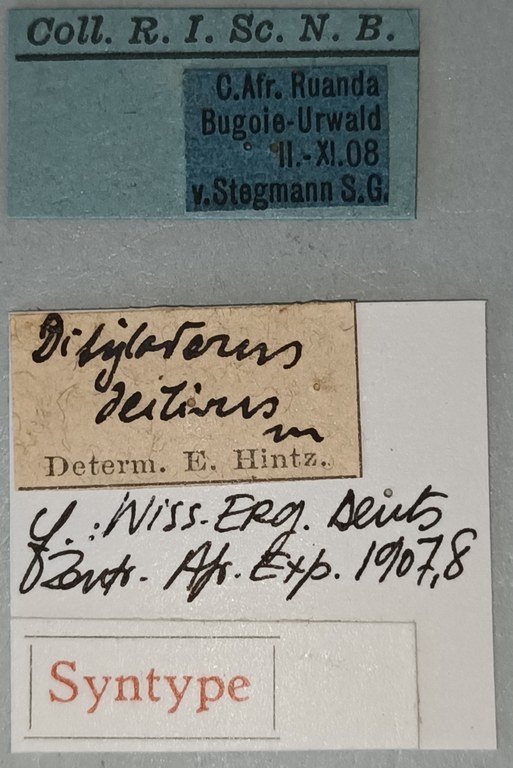 Coll. R. I. Sc. N. B.
C. Afr. Ruanda
Bugoie-Urwald
II.-XI.08
v. Stegmann S. G.
m
Determ. E. Hintz.
: Wiss. Erg. Deuts
Zentr. Afr. Exp. 1907,8
Syntype